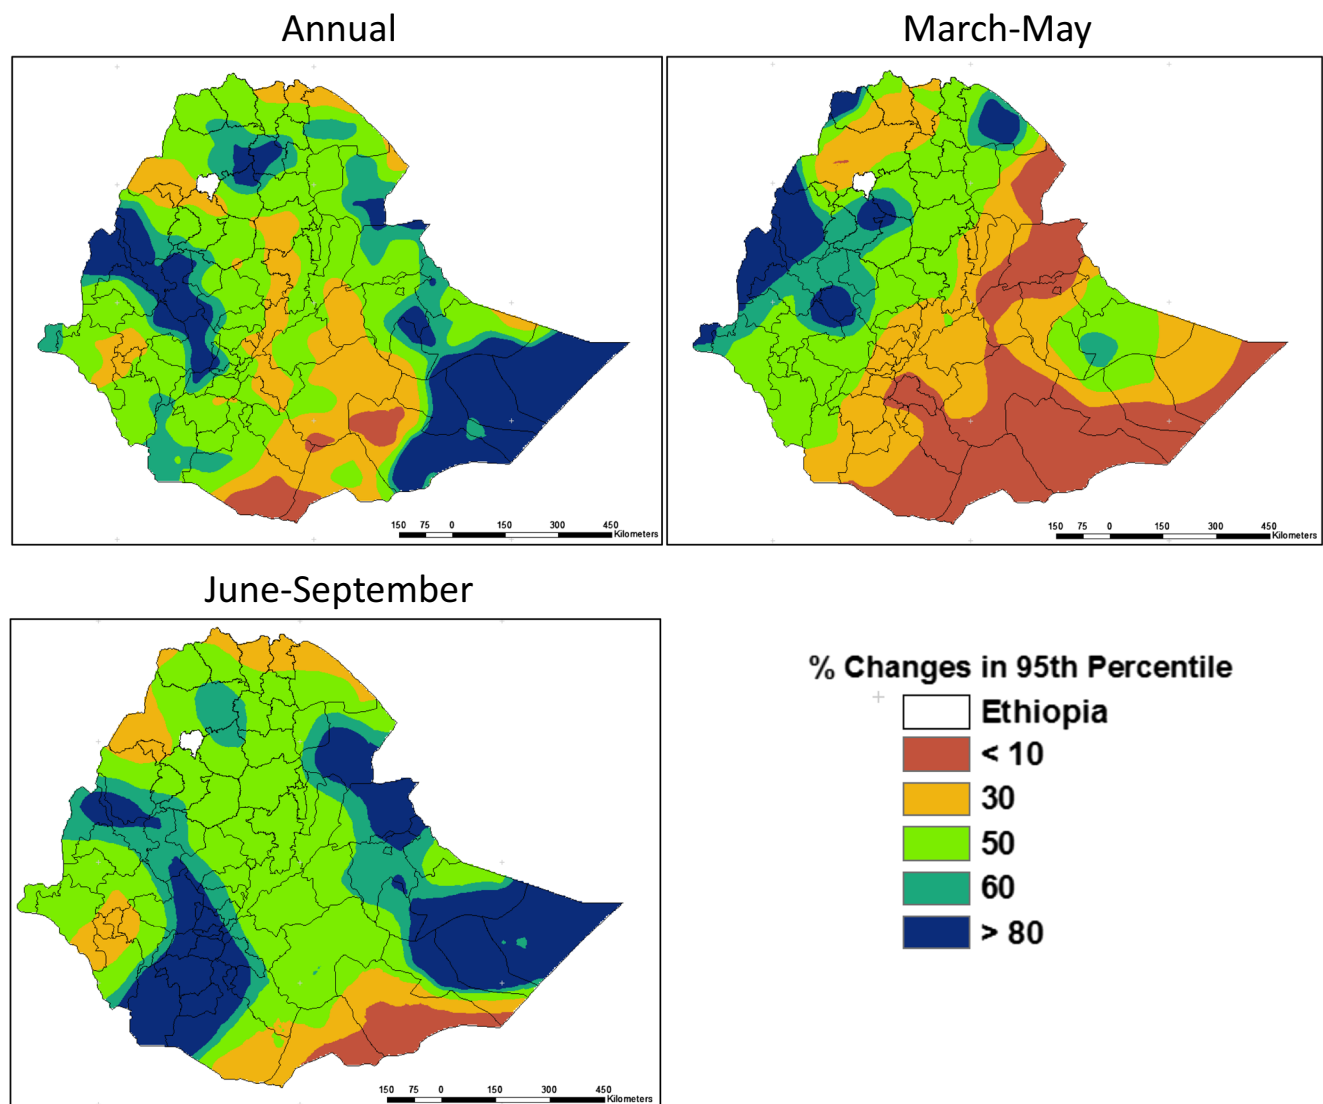 Annual
March-May
150 75 0 150 300 450
Kilometers
150 75 0 150 300 450
Kilometers
June-September
150 75 0 150 300 450
Kilometers
% Changes in 95th Percentile
Ethiopia
< 10
30
50
60
> 80